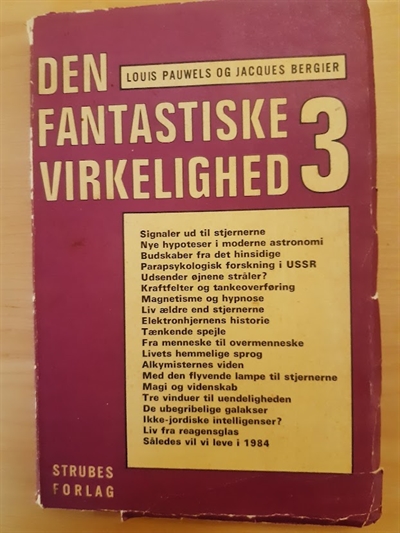 DEN
LOUIS PAUWELS OG JACQUES BERGIER
FANTASTISKE
VIRKELIGHED
3
Signaler ud til stjernerne
Nye hypoteser i moderne astronomi
Budskaber fra det hinsidige
Parapsykologisk forskning i USSR
Udsender øjnene stråler?
Kraftfelter og tankeoverføring
Magnetisme og hypnose
Liv ældre end stjernerne
Elektronhjernens historie
Tænkende spejle
Fra menneske til overmenneske
Livets hemmelige sprog
Alkymisternes viden
Med den flyvende lampe til stjernerne
Magi og videnskab
Tre vinduer til uendeligheden
De ubegribelige galakser
Ikke-jordiske intelligenser?
Liv fra reagensglas
Således vil vi leve i 1984
STRUBES
FORLAG